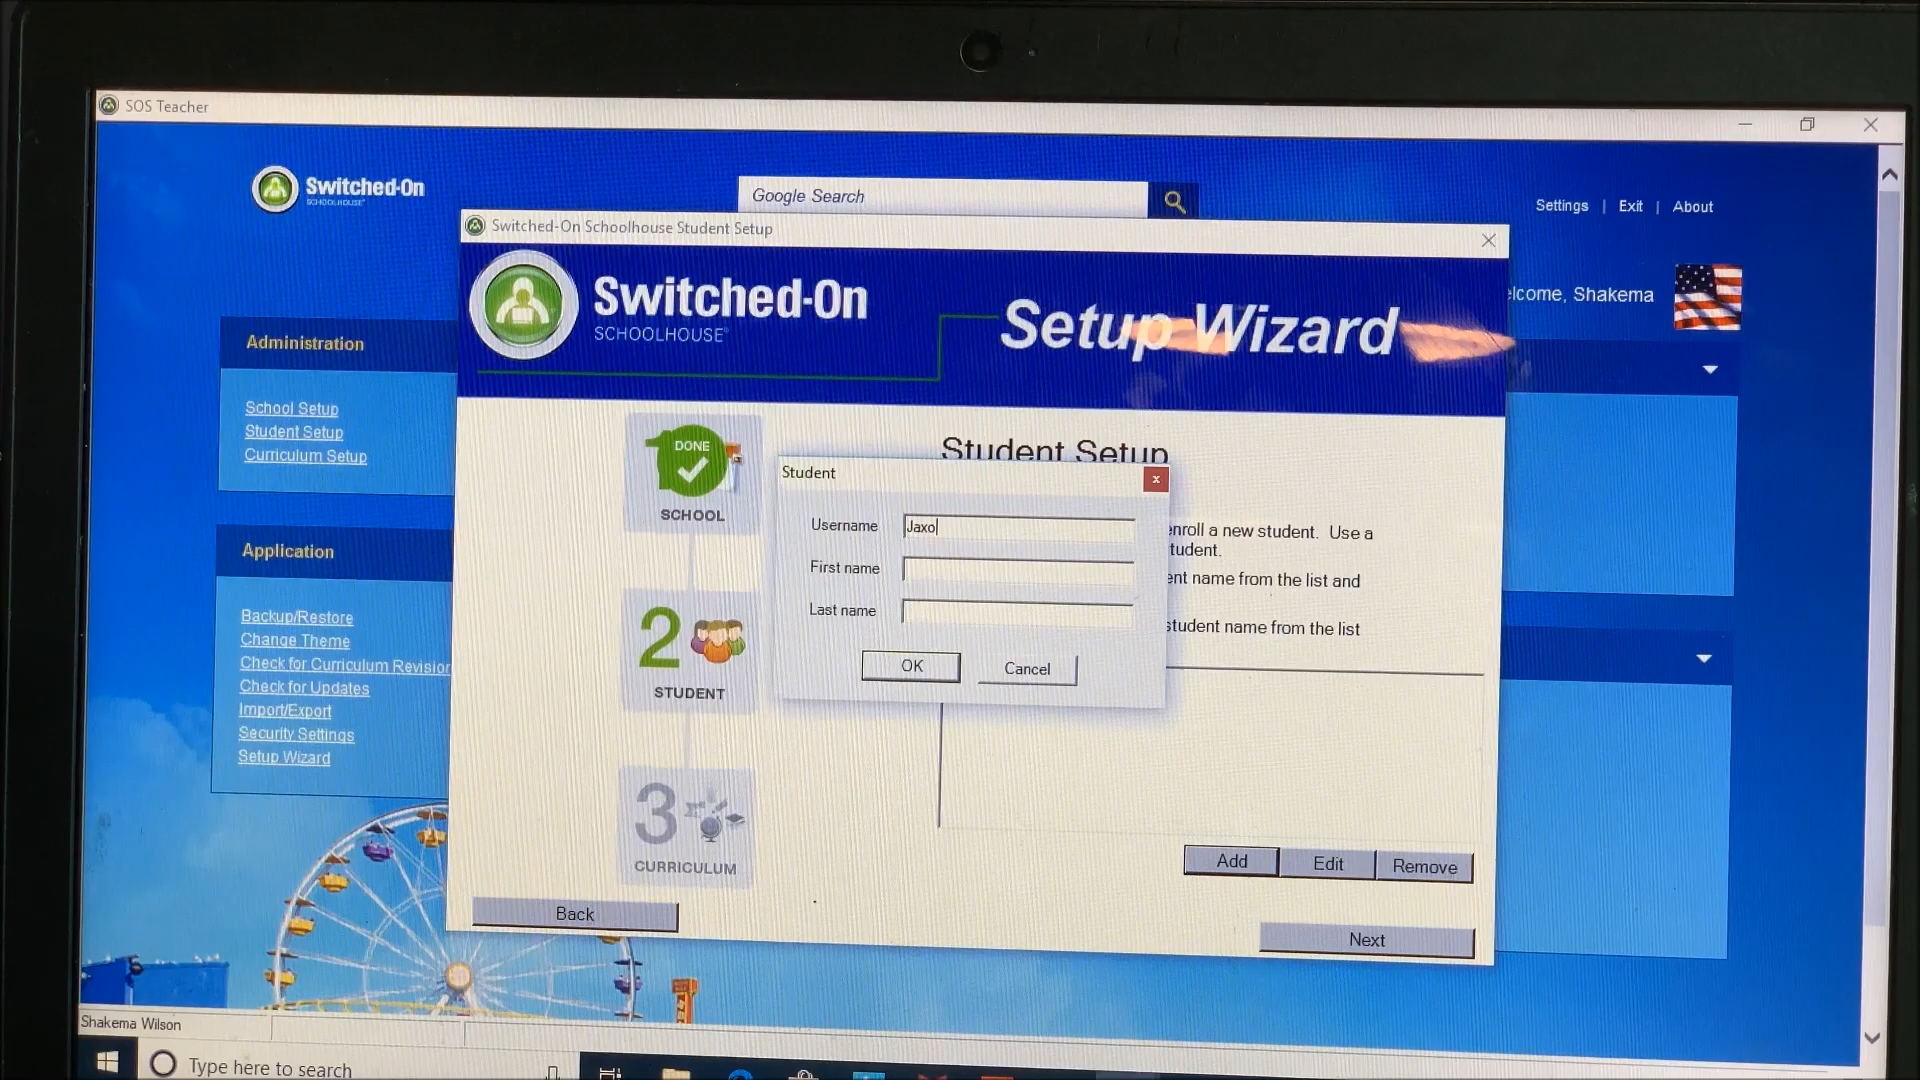 SOS Teacher
Switched-On
SCHOOLHOUSE
Google Search
Settings | Exit | About
Switched-On Schoolhouse Student Setup
Switched-On
SCHOOLHOUSE
Setup Wizard
elcome, Shakema
Administration
School Setup
Student Setup
Curriculum Setup
Application
Backup/Restore
Change Theme
Check for Curriculum Revision
Check for Updates
Import/Export
Security Settings
Setup Wizard
DONE
SCHOOL
2
STUDENT
3
CURRICULUM
Student Setup
enroll a new student. Use a
tudent.
ent name from the list and
student name from the list
Student
x
Username Jaxo
First name
Last name
OK Cancel
Add Edit Remove
Back
Next
Shakema Wilson
Type here to search